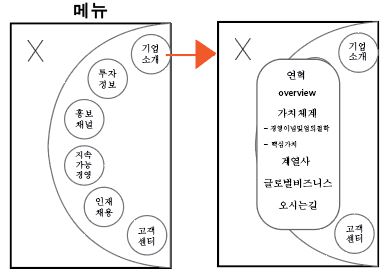 메뉴
기업
소개
투자
정보
홍보
채널
지속
가능
경영
인재
채용
고객
센터
기업
소개
연혁
overview
가치체계
- 경영이념및협의철학
- 핵심가치
계열사
글로벌비즈니스
오시는길
고객
센터